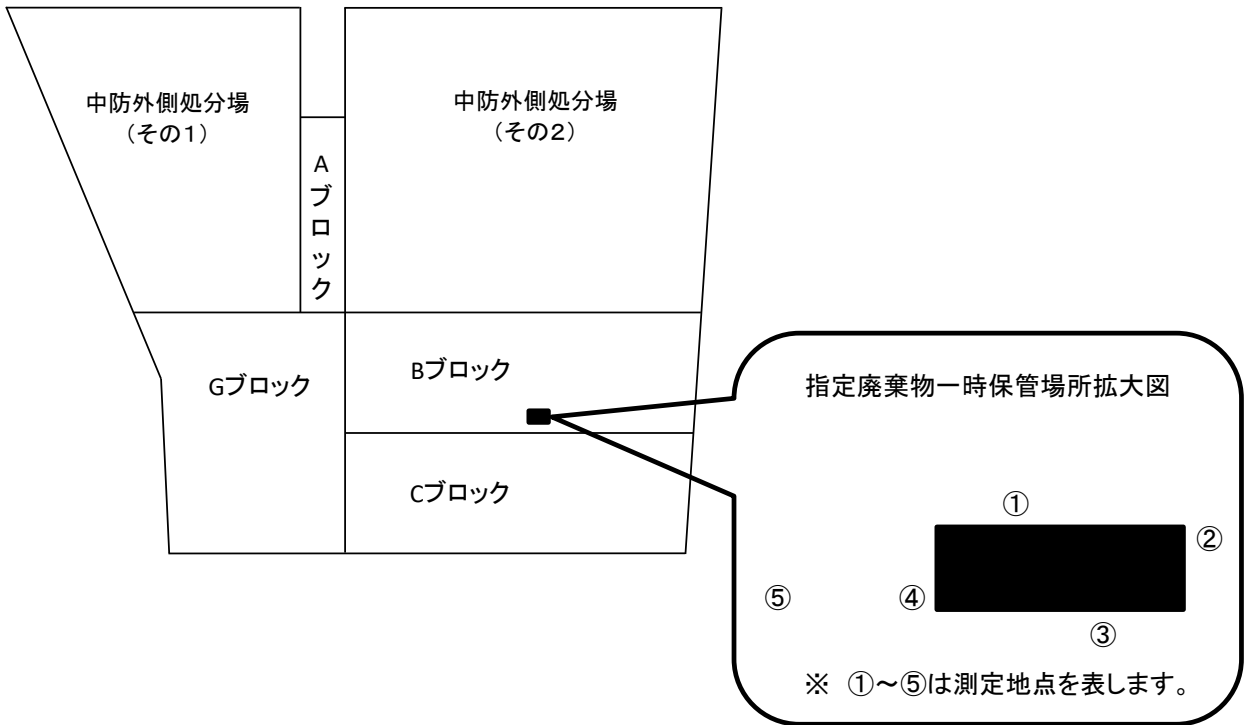 中防外側処分場
（その１）
中防外側処分場
（その２）
Aブロック
Gブロック
Bブロック
Cブロック
指定廃棄物一時保管場所拡大図
①
②
⑤
④
③
※　①～⑤は測定地点を表します。